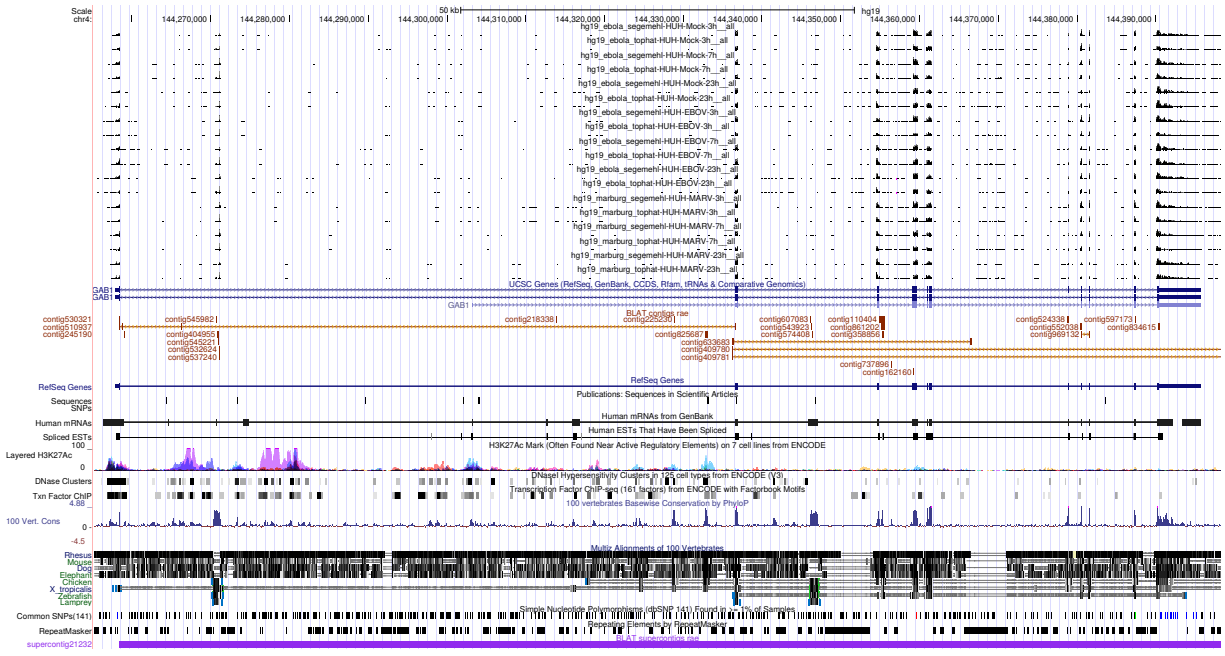 Scale 50 kb hg19
chr4: 144,270,000 144,280,000 144,290,000 144,300,000 144,310,000 144,320,000 144,330,000 144,340,000 144,350,000 144,360,000 144,370,000 144,380,000 144,390,000
hg19_ebola_segemehl-HUH-Mock-3h__all
hg19_ebola_tophat-HUH-Mock-3h__all
hg19_ebola_segemehl-HUH-Mock-7h__all
hg19_ebola_tophat-HUH-Mock-7h__all
hg19_ebola_segemehl-HUH-Mock-23h__all
hg19_ebola_tophat-HUH-Mock-23h__all
hg19_ebola_segemehl-HUH-EBOV-3h__all
hg19_ebola_tophat-HUH-EBOV-3h__all
hg19_ebola_segemehl-HUH-EBOV-7h__all
hg19_ebola_tophat-HUH-EBOV-7h__all
hg19_ebola_segemehl-HUH-EBOV-23h__all
hg19_ebola_tophat-HUH-EBOV-23h__all
hg19_marburg_segemehl-HUH-MARV-3h__all
hg19_marburg_tophat-HUH-MARV-3h__all
hg19_marburg_segemehl-HUH-MARV-7h__all
hg19_marburg_tophat-HUH-MARV-7h__all
hg19_marburg_segemehl-HUH-MARV-23h__all
hg19_marburg_tophat-HUH-MARV-23h__all
UCSC Genes (RefSeq, GenBank, CCDS, Rfam, tRNAs & Comparative Genomics)
GAB1
GAB1
GAB1
BLAT contigs rae
contig530321 contig545982 contig218318 contig225230 contig607083 contig110404 contig524338 contig597173
contig510937 contig543923 contig861202 contig552038 contig834615
contig245190 contig404955 contig825687 contig574408 contig358856 contig969132
contig545221 contig633683
contig532624 contig409780
contig537240 contig409781
contig737896
contig162160
RefSeq Genes
RefSeq Genes
Publications: Sequences in Scientific Articles
Sequences
SNPs
Human mRNAs from GenBank
Human mRNAs
Human ESTs That Have Been Spliced
Spliced ESTs
H3K27Ac Mark (Often Found Near Active Regulatory Elements) on 7 cell lines from ENCODE
100
Layered H3K27Ac
0
DNaseI Hypersensitivity Clusters in 125 cell types from ENCODE (V3)
DNase Clusters
Transcription Factor ChIP-seq (161 factors) from ENCODE with Factorbook Motifs
Txn Factor ChIP
100 vertebrates Basewise Conservation by PhyloP
4.88
100 Vert. Cons
0
-4.5
Multiz Alignments of 100 Vertebrates
Rhesus
Mouse
Dog
Elephant
Chicken
X_tropicalis
Zebrafish
Lamprey
Simple Nucleotide Polymorphisms (dbSNP 141) Found in >= 1% of Samples
Common SNPs(141)
Repeating Elements by RepeatMasker
RepeatMasker
BLAT supercontigs rae
supercontig21232